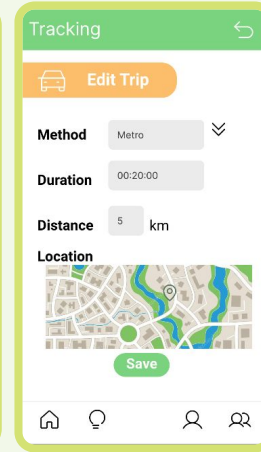 Tracking
Edit Trip
Method Metro
Duration 00:20:00
Distance 5 km
Location
Save